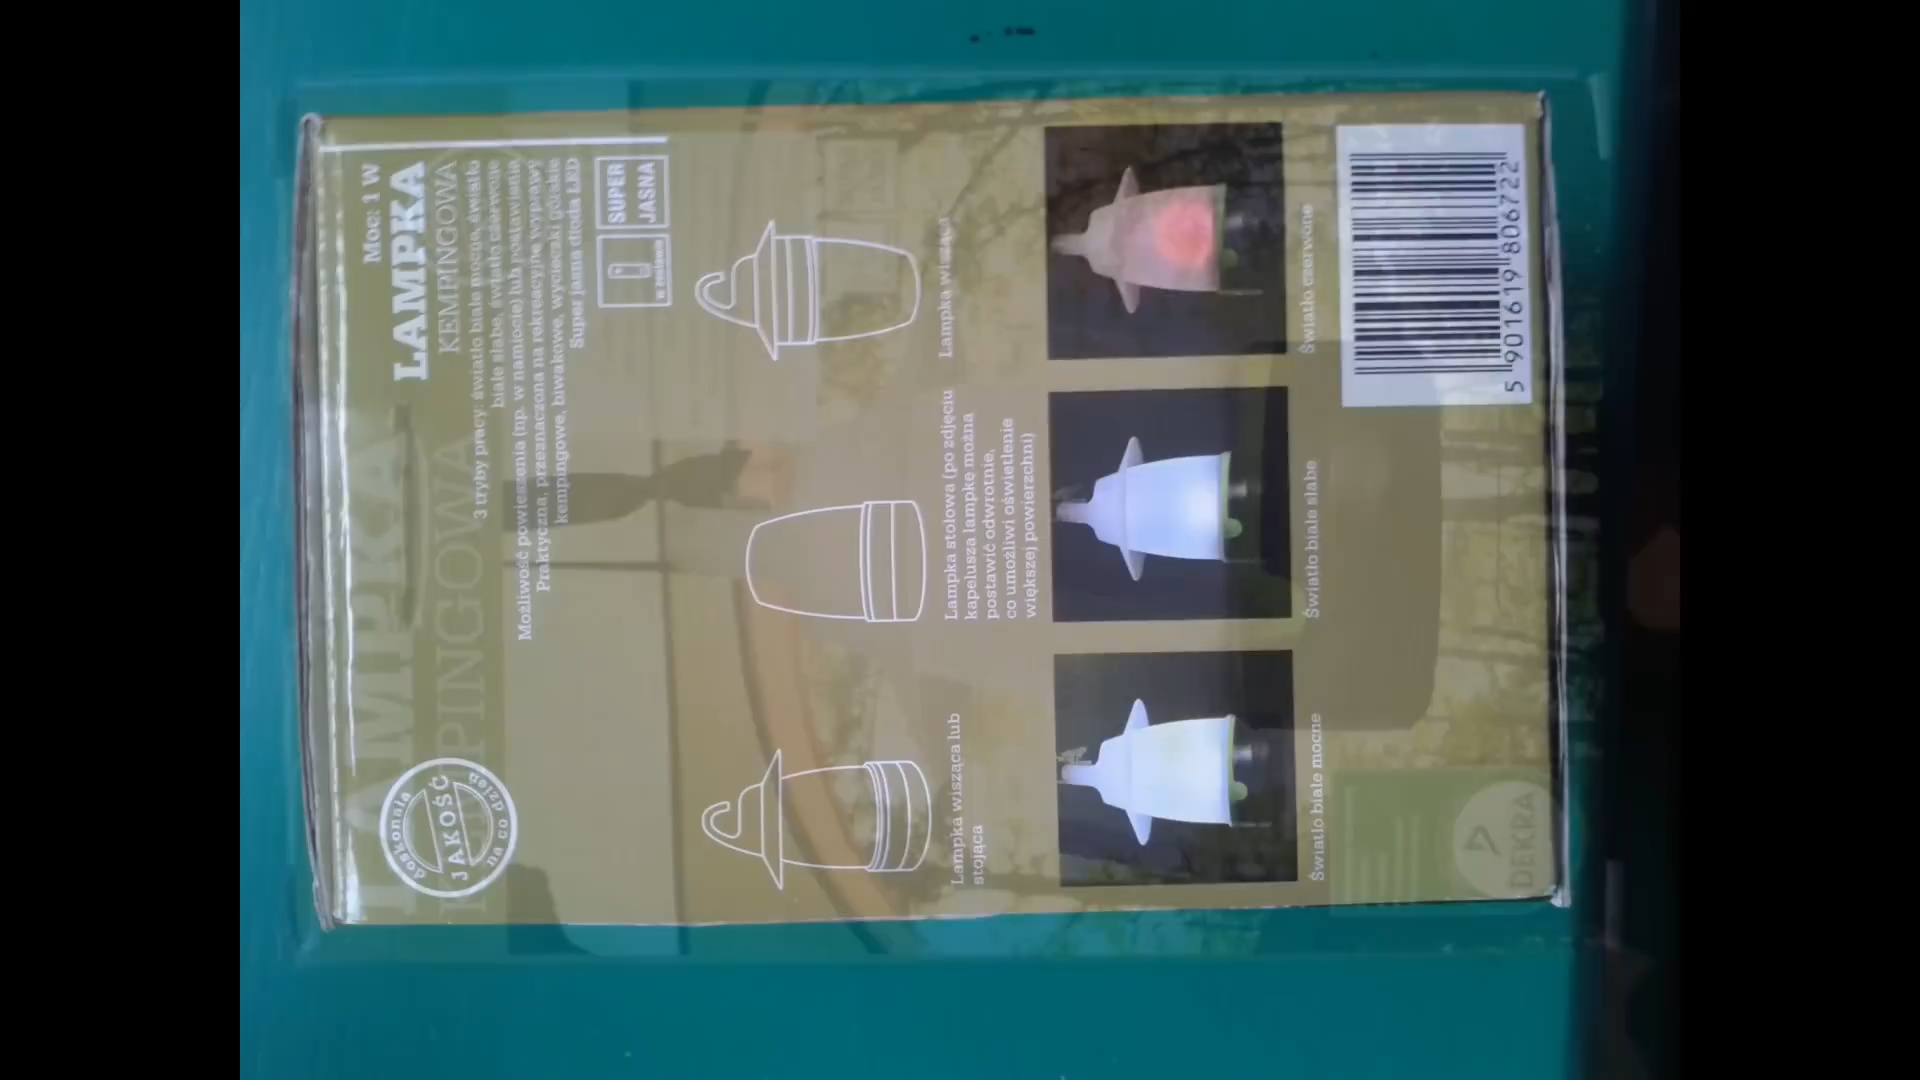 Moc: 1 W
LAMPKA
KEMPINGOWA
3 tryby pracy: światło białe mocne, światło
białe słabe, światło czerwone
Możliwość powieszenia (np. w namiocie) lub postawienia
Praktyczna, przeznaczona na rekreacyjne wyprawy
kempingowe, biwakowe, wycieczki górskie
Super jasna dioda LED
w zestawie
SUPER
JASNA
doskonała
JAKOŚĆ
na co dzień
Lampka wisząca lub
stojąca
Lampka stołowa (po zdjęciu
kapelusza lampkę można
postawić odwrotnie,
co umożliwi oświetlenie
większej powierzchni)
Lampka wisząca
Światło białe mocne
Światło białe słabe
Światło czerwone
5 901619 806722
LAMPKA
KEMPINGOWA
DEKRA